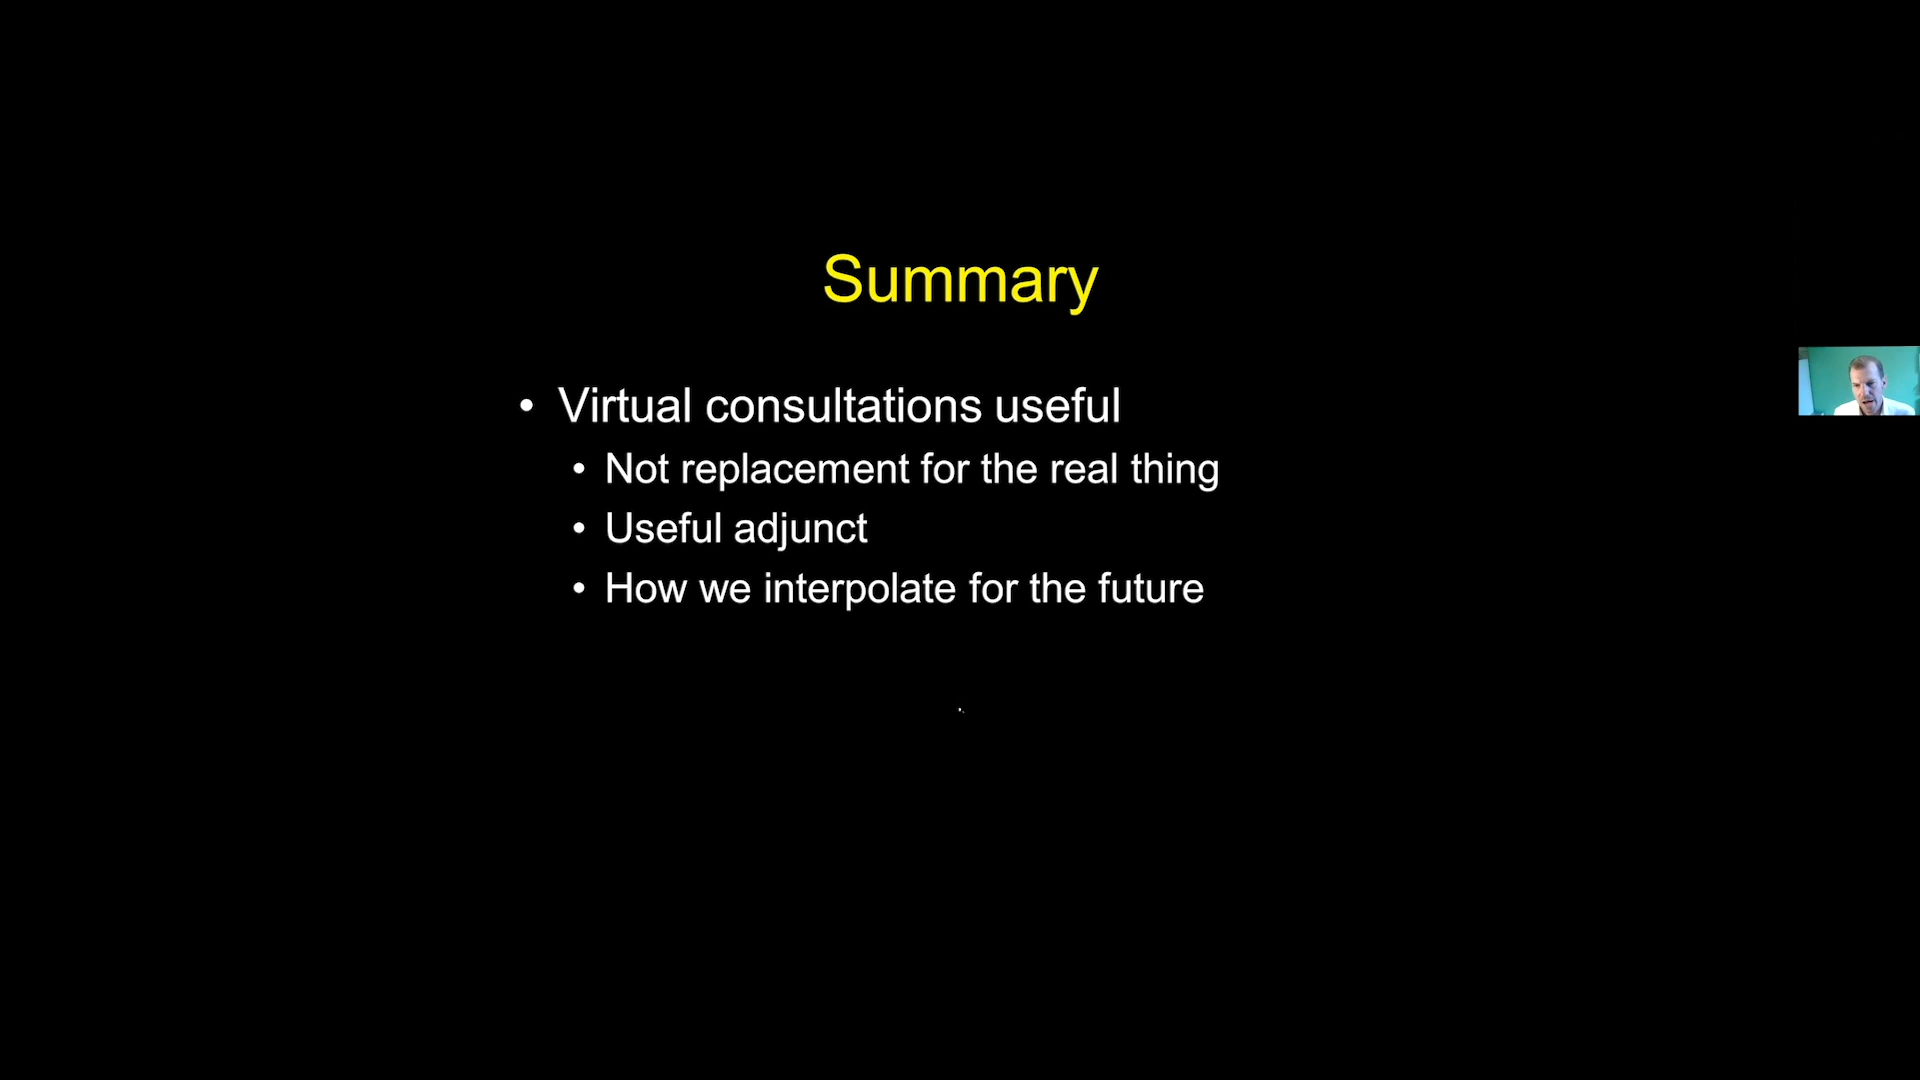 Summary
• Virtual consultations useful
• Not replacement for the real thing
• Useful adjunct
• How we interpolate for the future